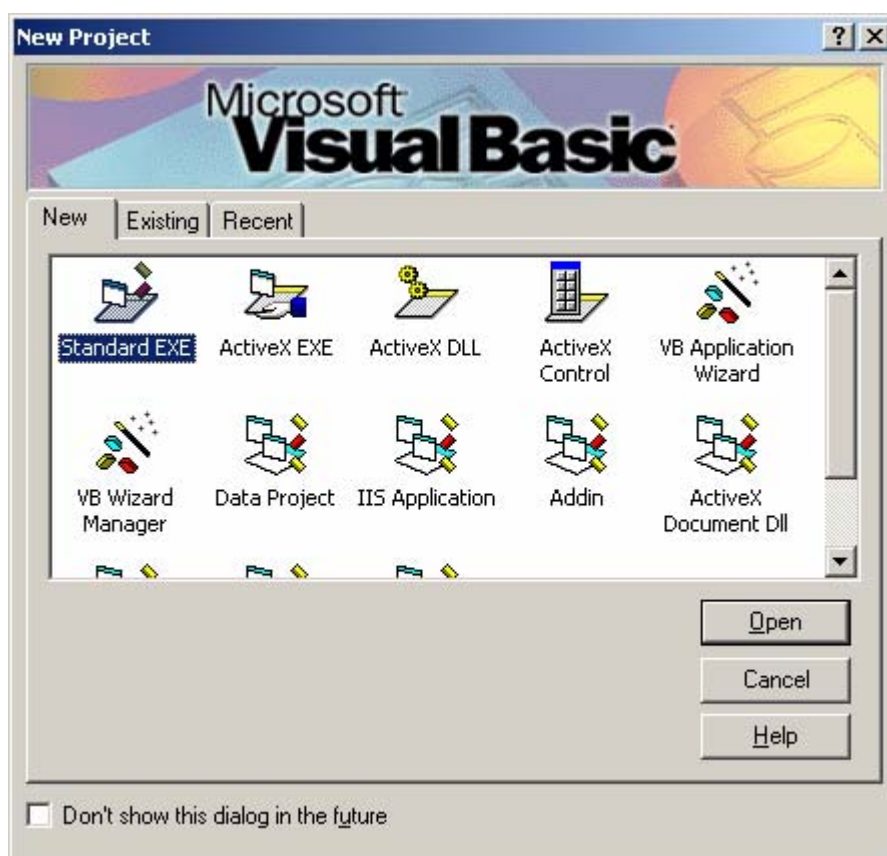 New Project
Microsoft
Visual Basic
New Existing Recent
Standard EXE ActiveX EXE ActiveX DLL ActiveX Control VB Application Wizard
VB Wizard Manager Data Project IIS Application Addin ActiveX Document Dll
Open
Cancel
Help
Don't show this dialog in the future